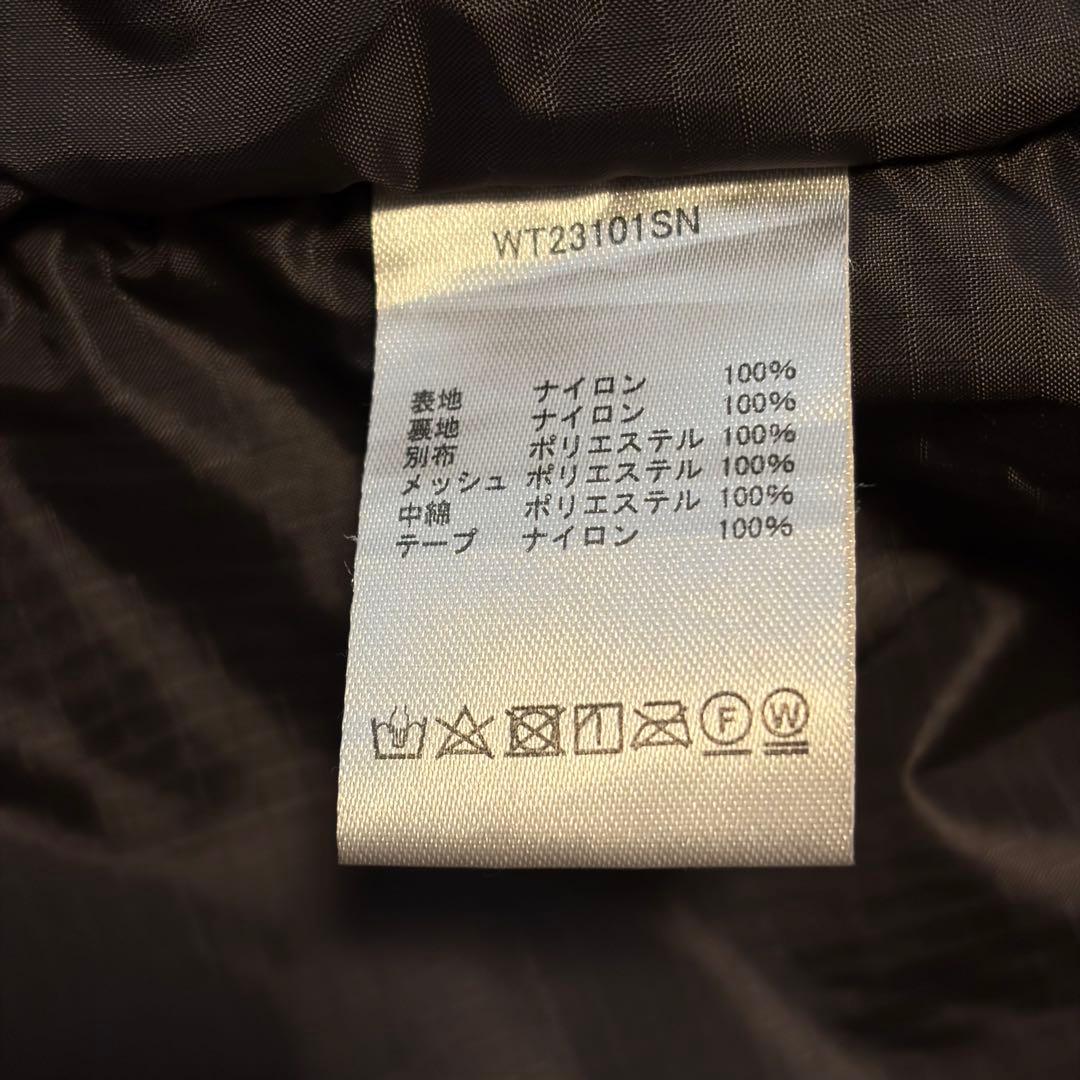 WT23101SN
表地 ナイロン 100%
裏地 ナイロン 100%
別布 ポリエステル 100%
メッシュ ポリエステル 100%
中綿 ポリエステル 100%
テープ ナイロン 100%
F W